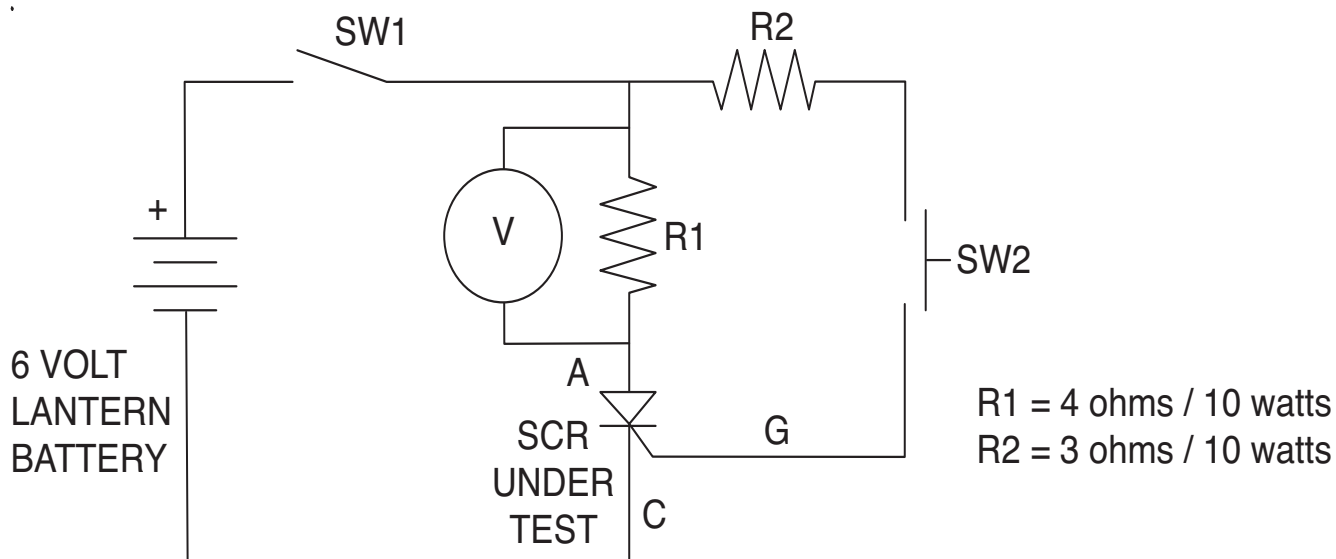 SW1
R2
+
V
R1
SW2
6 VOLT
LANTERN
BATTERY
A
SCR
UNDER
TEST
G
C
R1 = 4 ohms / 10 watts
R2 = 3 ohms / 10 watts